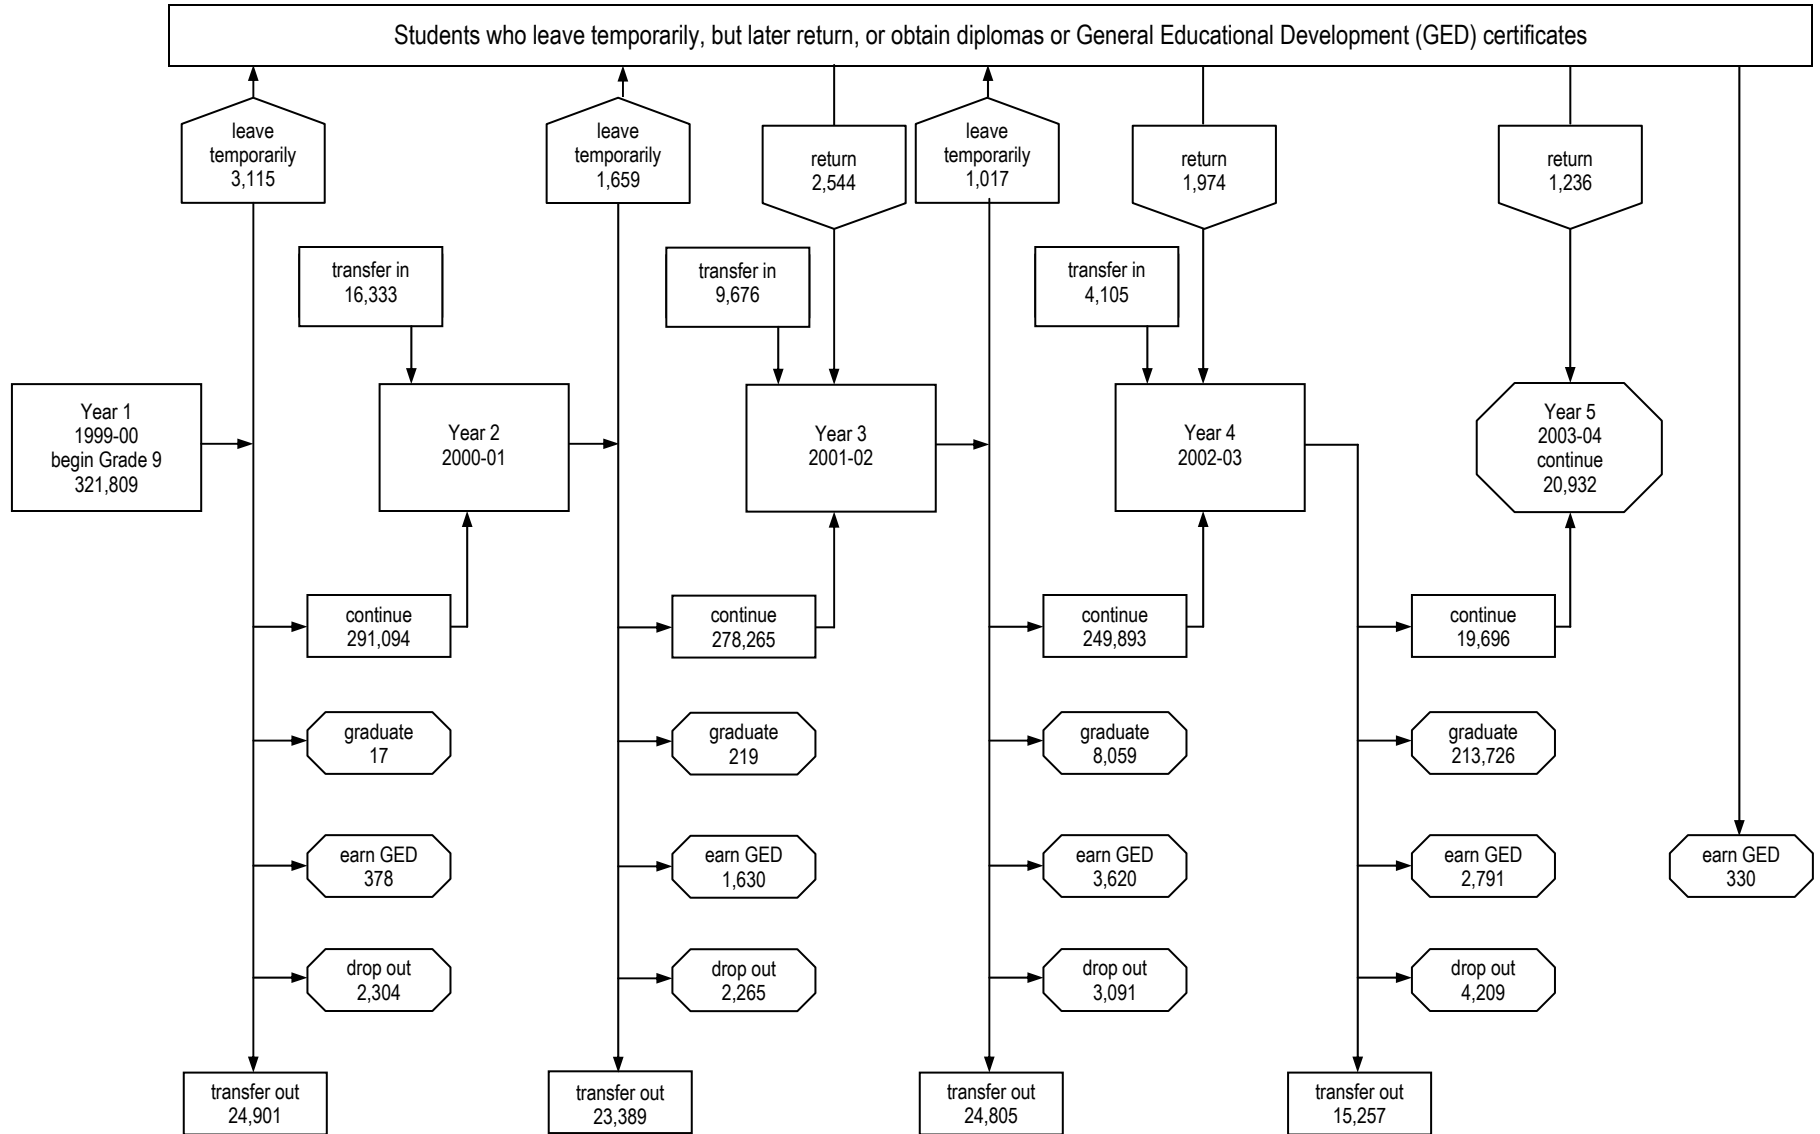 Students who leave temporarily, but later return, or obtain diplomas or General Educational Development (GED) certificates
leave
temporarily
3,115
leave
temporarily
1,659
return
2,544
leave
temporarily
1,017
return
1,974
return
1,236
transfer in
16,333
transfer in
9,676
transfer in
4,105
Year 1
1999-00
begin Grade 9
321,809
Year 2
2000-01
Year 3
2001-02
Year 4
2002-03
Year 5
2003-04
continue
20,932
continue
291,094
continue
278,265
continue
249,893
continue
19,696
graduate
17
graduate
219
graduate
8,059
graduate
213,726
earn GED
378
earn GED
1,630
earn GED
3,620
earn GED
2,791
earn GED
330
drop out
2,304
drop out
2,265
drop out
3,091
drop out
4,209
transfer out
24,901
transfer out
23,389
transfer out
24,805
transfer out
15,257